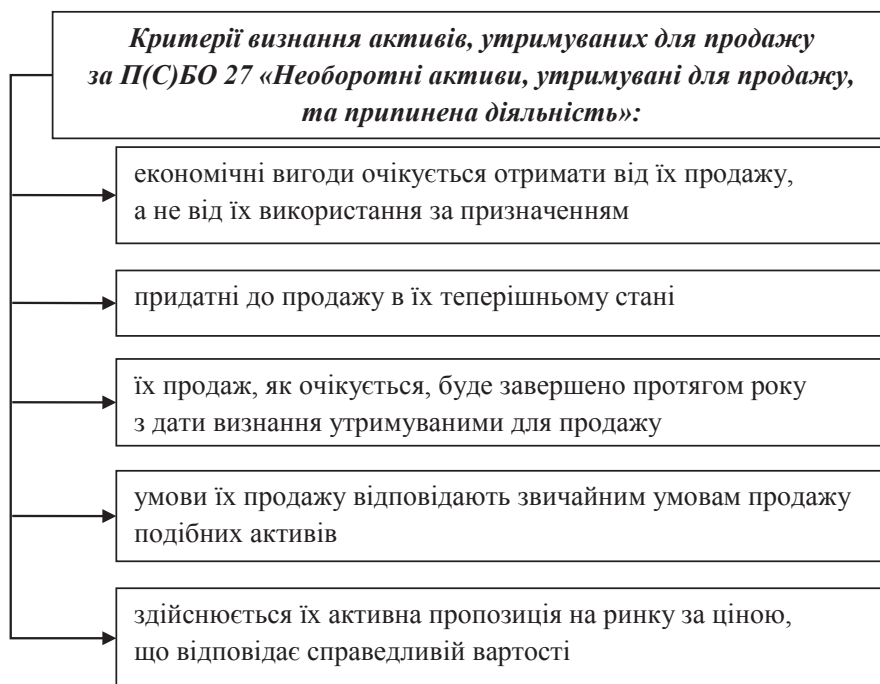 Критерії визнання активів, утримуваних для продажу
за П(С)БО 27 «Необоротні активи, утримувані для продажу,
та припинена діяльність»:
економічні вигоди очікується отримати від їх продажу,
а не від їх використання за призначенням
придатні до продажу в їх теперішньому стані
їх продаж, як очікується, буде завершено протягом року
з дати визнання утримуваними для продажу
умови їх продажу відповідають звичайним умовам продажу
подібних активів
здійснюється їх активна пропозиція на ринку за ціною,
що відповідає справедливій вартості